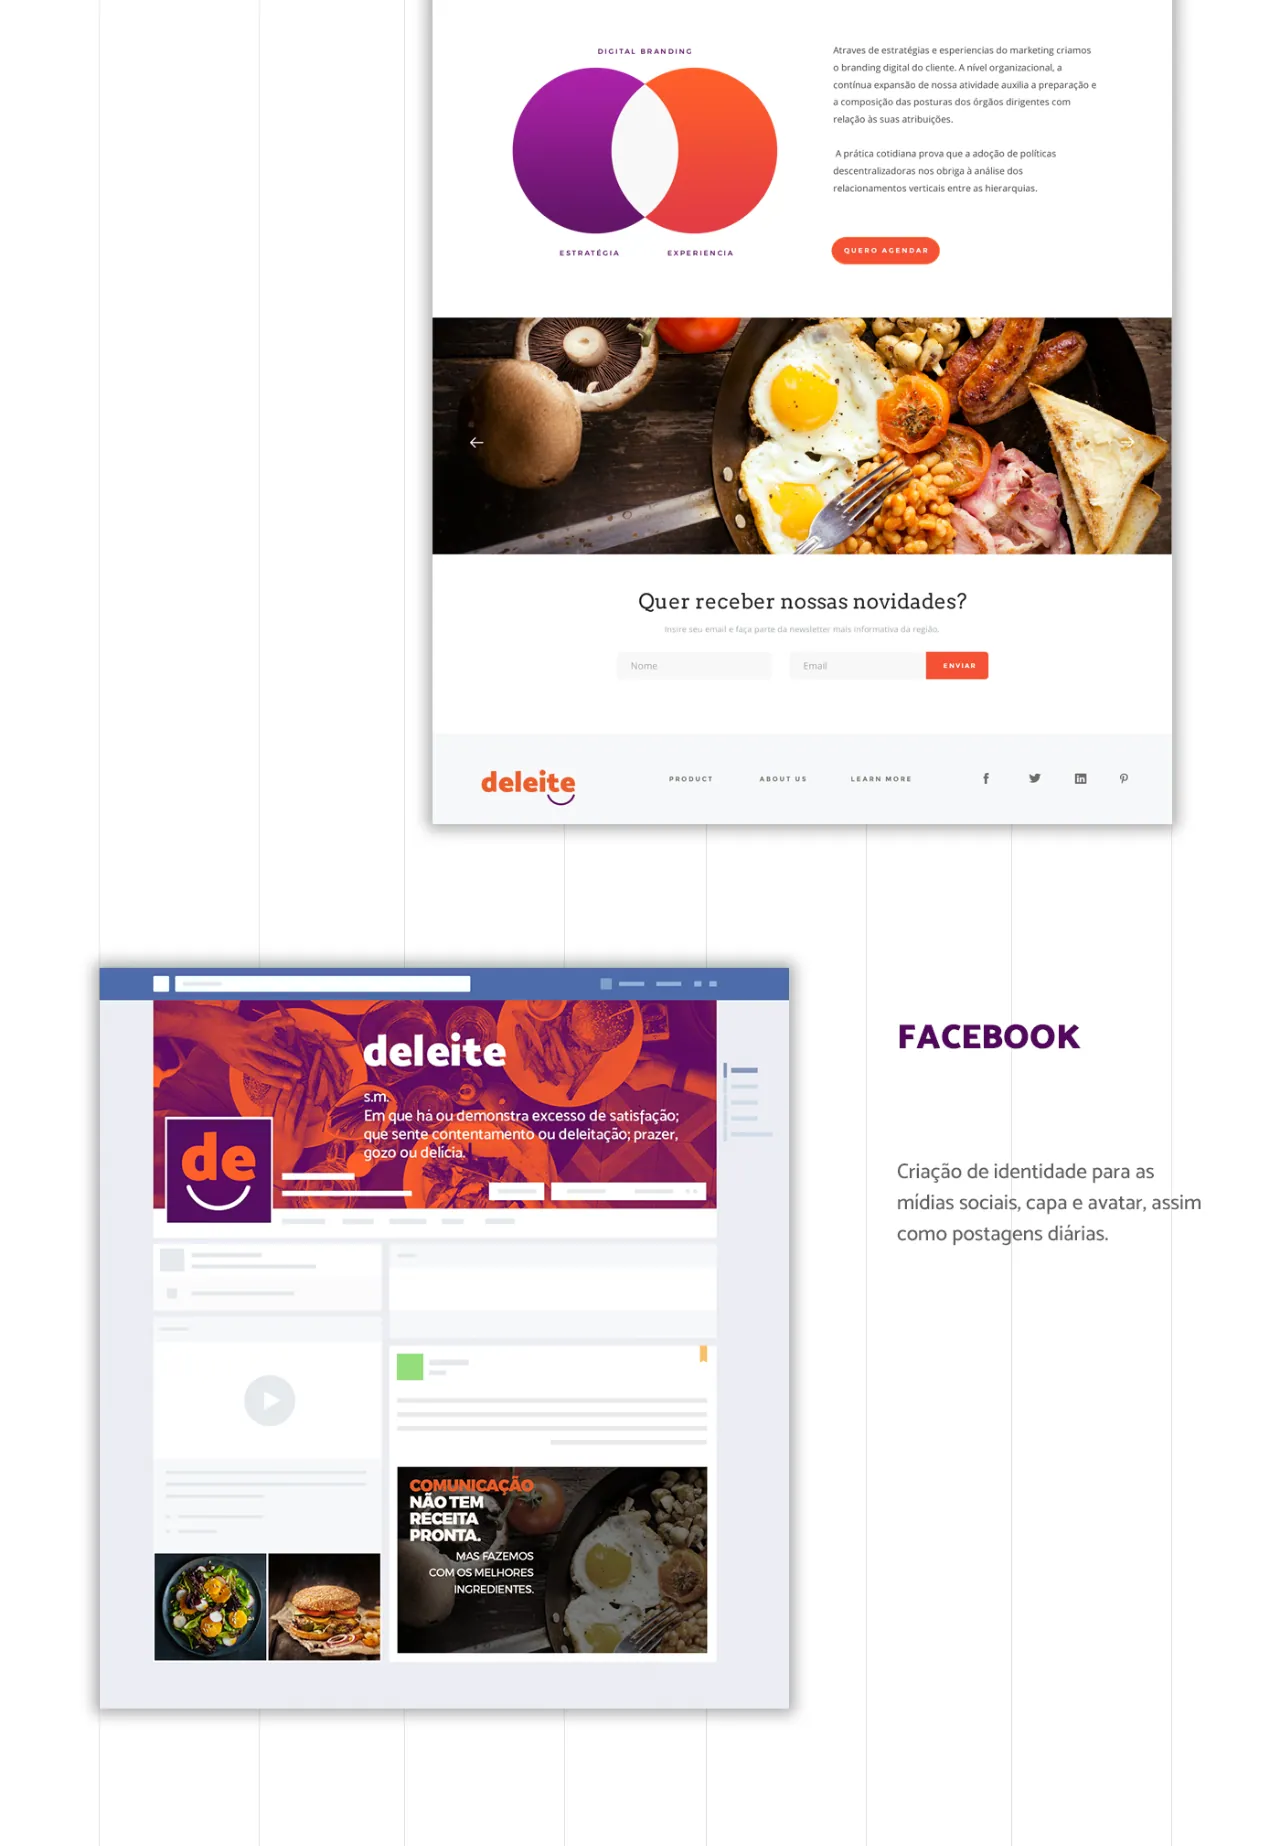 DIGITAL BRANDING
ESTRATÉGIA
EXPERIENCIA
Atraves de estratégias e esperiencias do marketing criamos
o branding digital do cliente. A nível organizacional, a
contínua expansão de nossa atividade auxilia a preparação e
a composição das posturas dos órgãos dirigentes com
relação às suas atribuições.
A prática cotidiana prova que a adoção de políticas
descentralizadoras nos obriga à análise dos
relacionamentos verticais entre as hierarquias.
QUERO AGENDAR
Quer receber nossas novidades?
Insire seu email e faça parte da newsletter mais informativa da região.
Nome
Email
ENVIAR
deleite
PRODUCT
ABOUT US
LEARN MORE
deleite
s.m.
Em que há ou demonstra excesso de satisfação;
que sente contentamento ou deleitação; prazer,
gozo ou delícia.
de
COMUNICAÇÃO
NÃO TEM
RECEITA
PRONTA.
MAS FAZEMOS
COM OS MELHORES
INGREDIENTES.
FACEBOOK
Criação de identidade para as
mídias sociais, capa e avatar, assim
como postagens diárias.